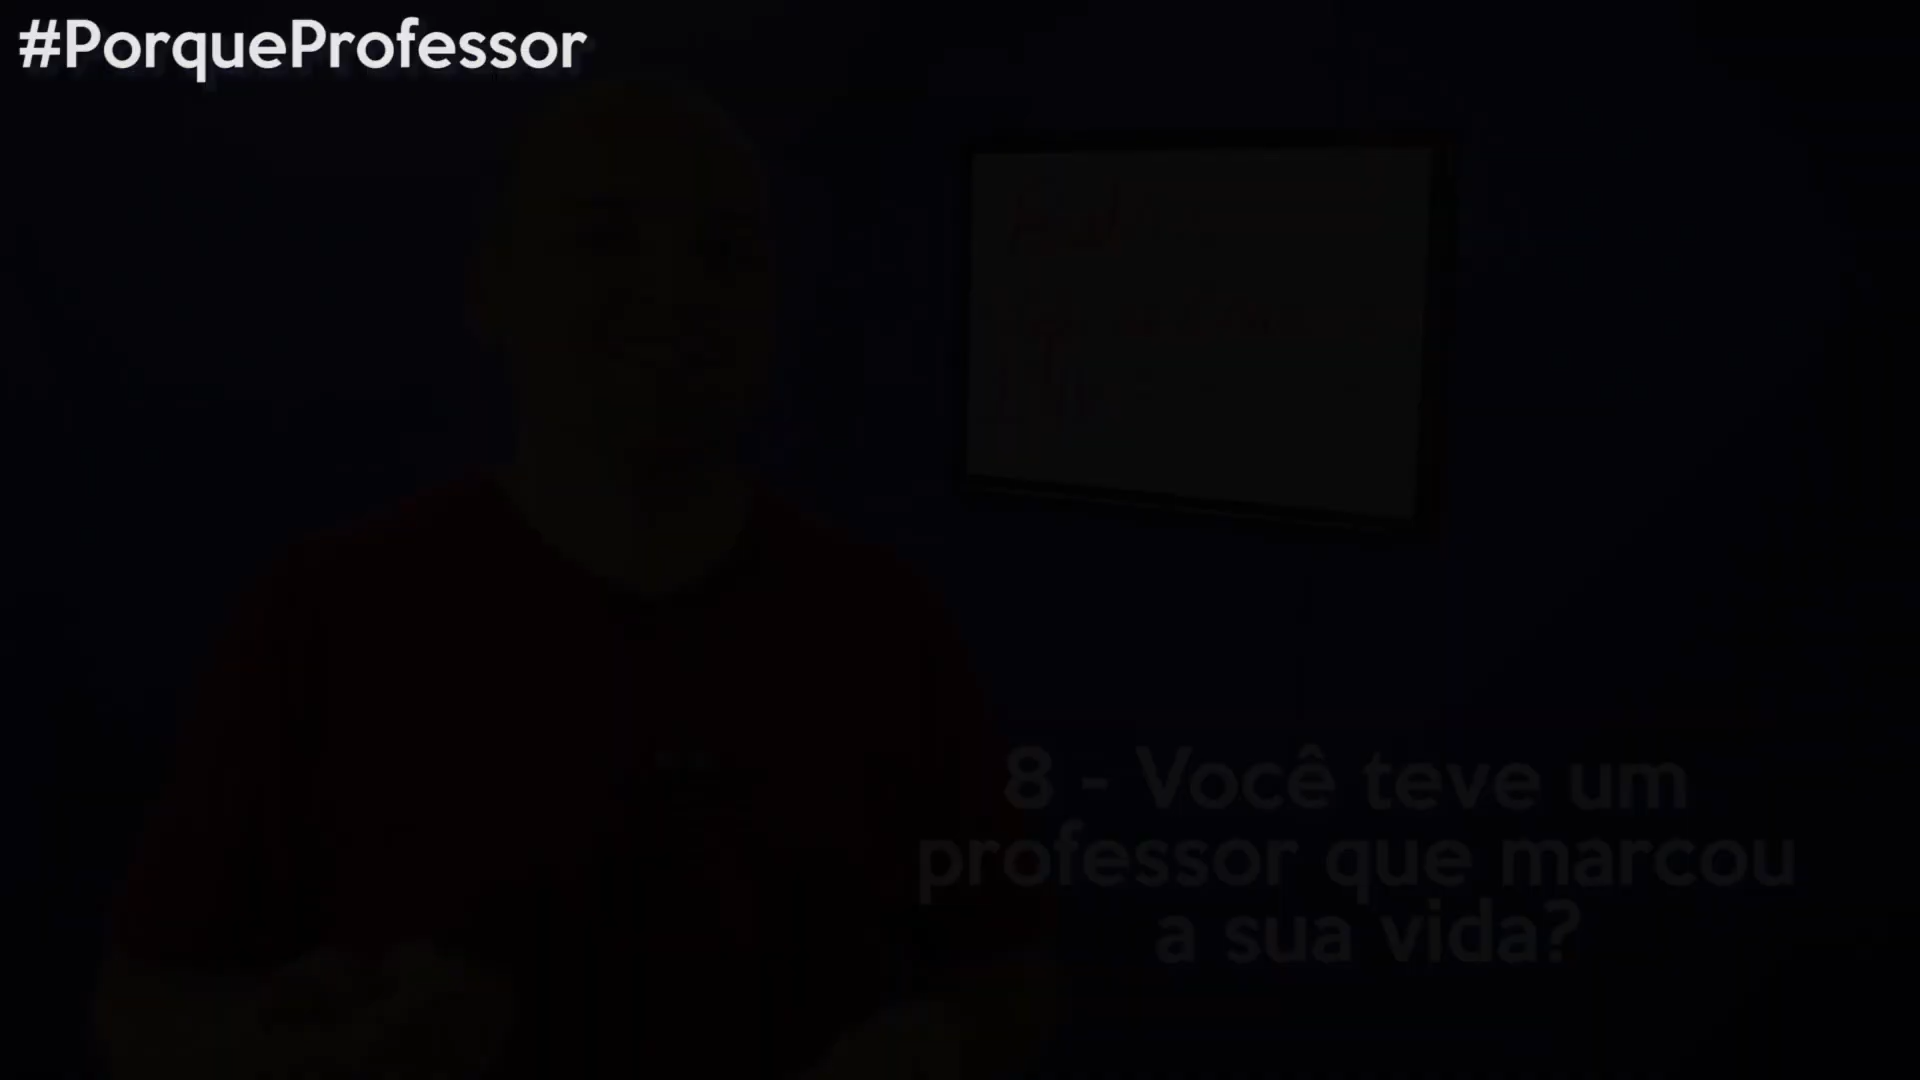 #PorqueProfessor
8 - Você teve um
professor que marcou
a sua vida?